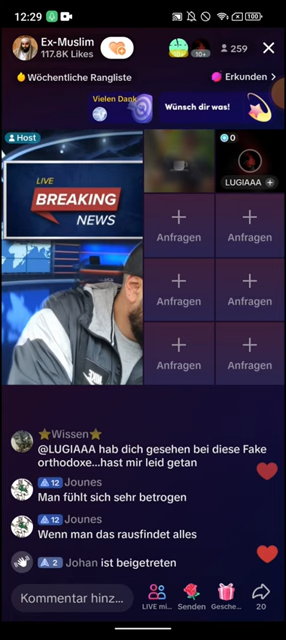 12:29
100
Ex-Muslim
117.8K Likes
10+
10+
259
Wöchentliche Rangliste
Erkunden >
Vielen Dank
Wünsch dir was!
Host
0
LIVE
BREAKING
NEWS
LUGIAAA +
Anfragen
Anfragen
Anfragen
Anfragen
Anfragen
Anfragen
Wissen
@LUGIAAA hab dich gesehen bei diese Fake
orthodoxe...hast mir leid getan
12 Jounes
Man fühlt sich sehr betrogen
12 Jounes
Wenn man das rausfindet alles
2 Johan ist beigetreten
Kommentar hinz...
LIVE mi...
Senden
Gesche...
20